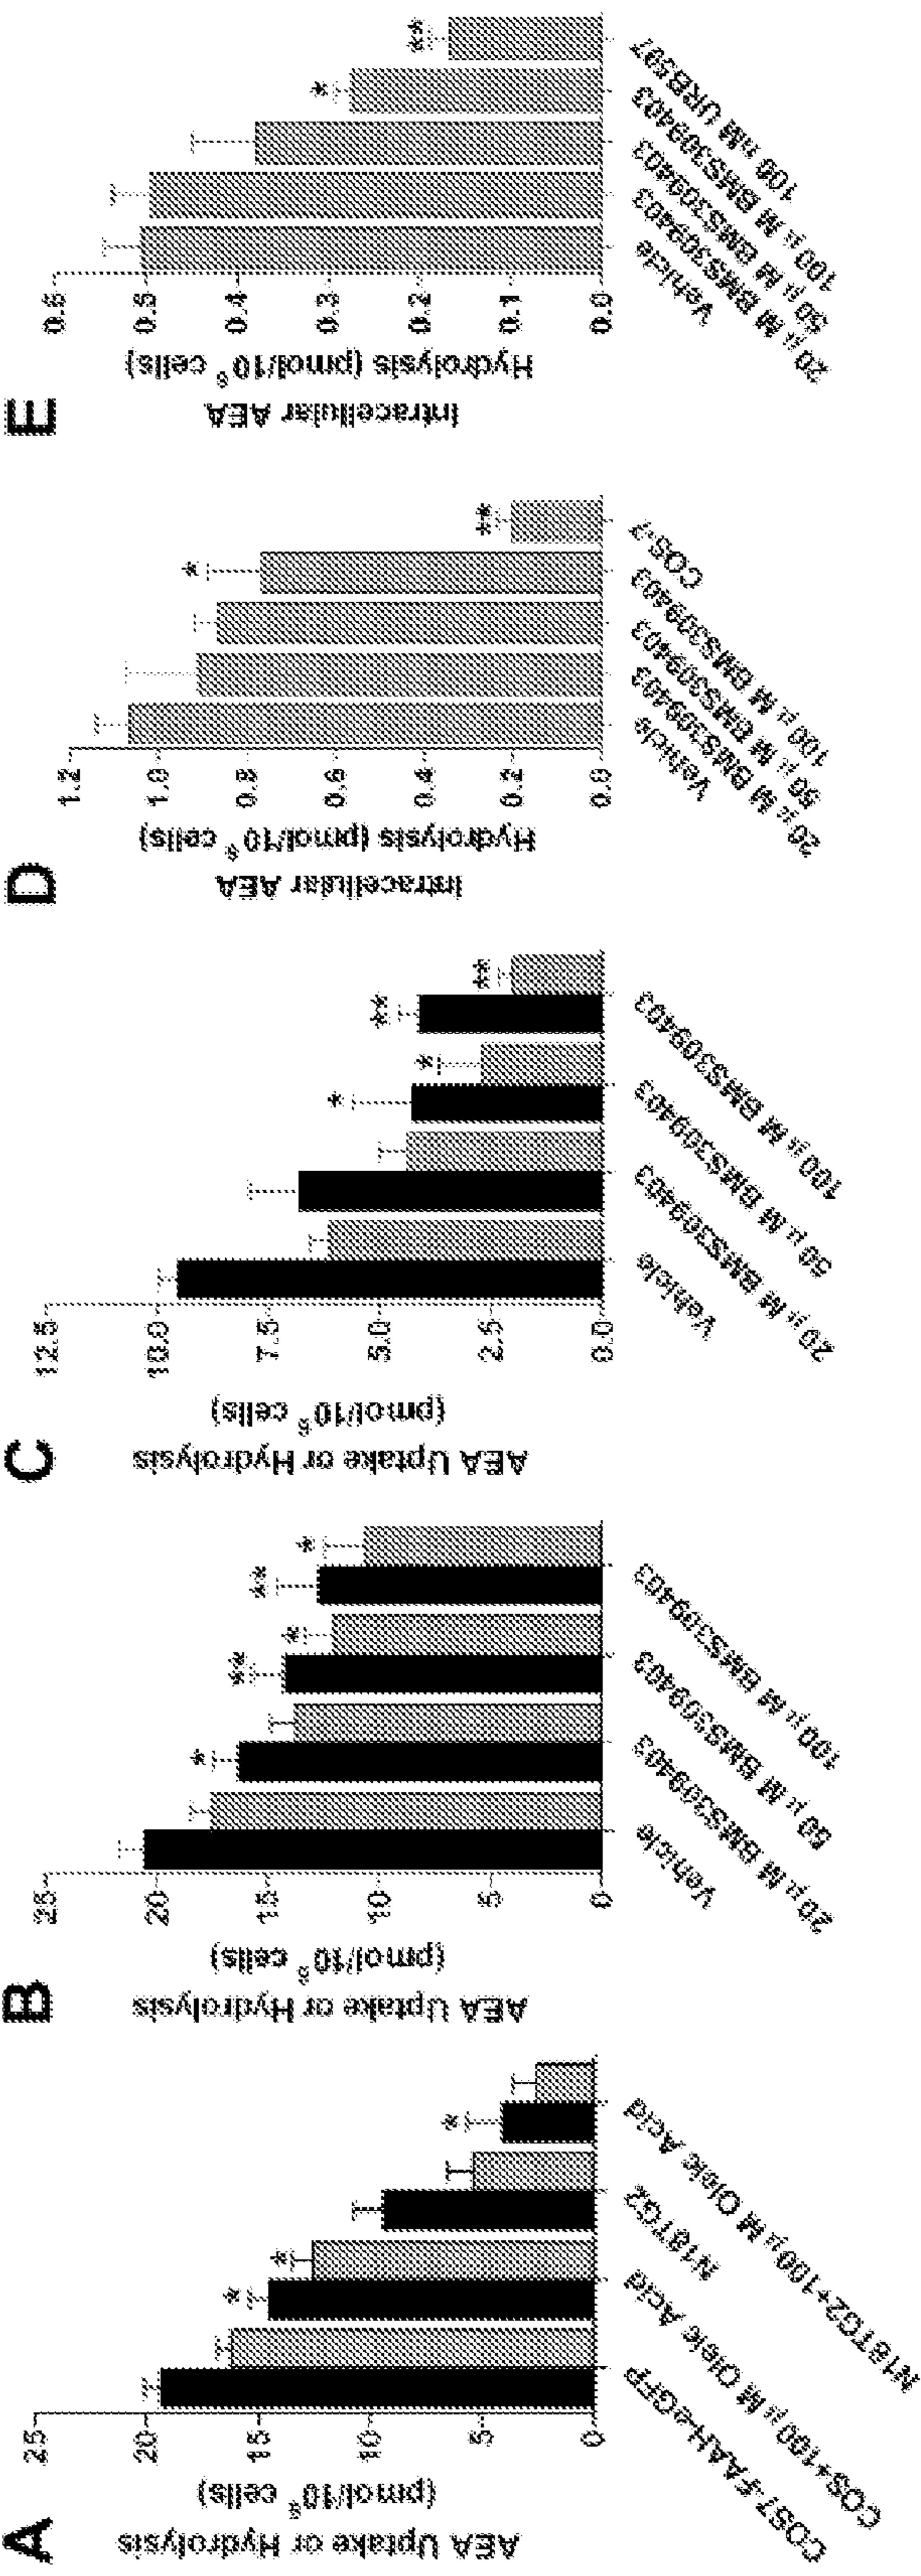 A
AEA Uptake or Hydrolysis
(pmol/10⁶ cells)
25
20
15
10
5
0
COS7-FAAH-eGFP
COS+100 μM Oleic Acid
N18TG2
N18TG2+100 μM Oleic Acid
*
*
*
B
AEA Uptake or Hydrolysis
(pmol/10⁶ cells)
25
20
15
10
5
0
Vehicle
20 μM BMS309403
50 μM BMS309403
100 μM BMS309403
*
**
*
**
*
C
AEA Uptake or Hydrolysis
(pmol/10⁶ cells)
12.5
10.0
7.5
5.0
2.5
0.0
Vehicle
20 μM BMS309403
50 μM BMS309403
100 μM BMS309403
*
*
**
**
D
Intracellular AEA
Hydrolysis (pmol/10⁶ cells)
1.2
1.0
0.8
0.6
0.4
0.2
0.0
Vehicle
20 μM BMS309403
50 μM BMS309403
100 μM BMS309403
COS-7
*
**
E
Intracellular AEA
Hydrolysis (pmol/10⁶ cells)
0.6
0.5
0.4
0.3
0.2
0.1
0.0
Vehicle
20 μM BMS309403
50 μM BMS309403
100 μM BMS309403
100 nM URB597
*
**